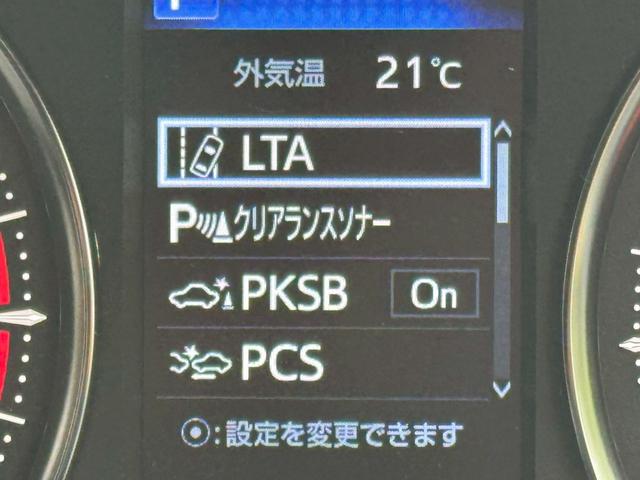 外気温 21℃
LTA
Pクリアランスソナー
PKSB On
PCS
⦿:設定を変更できます